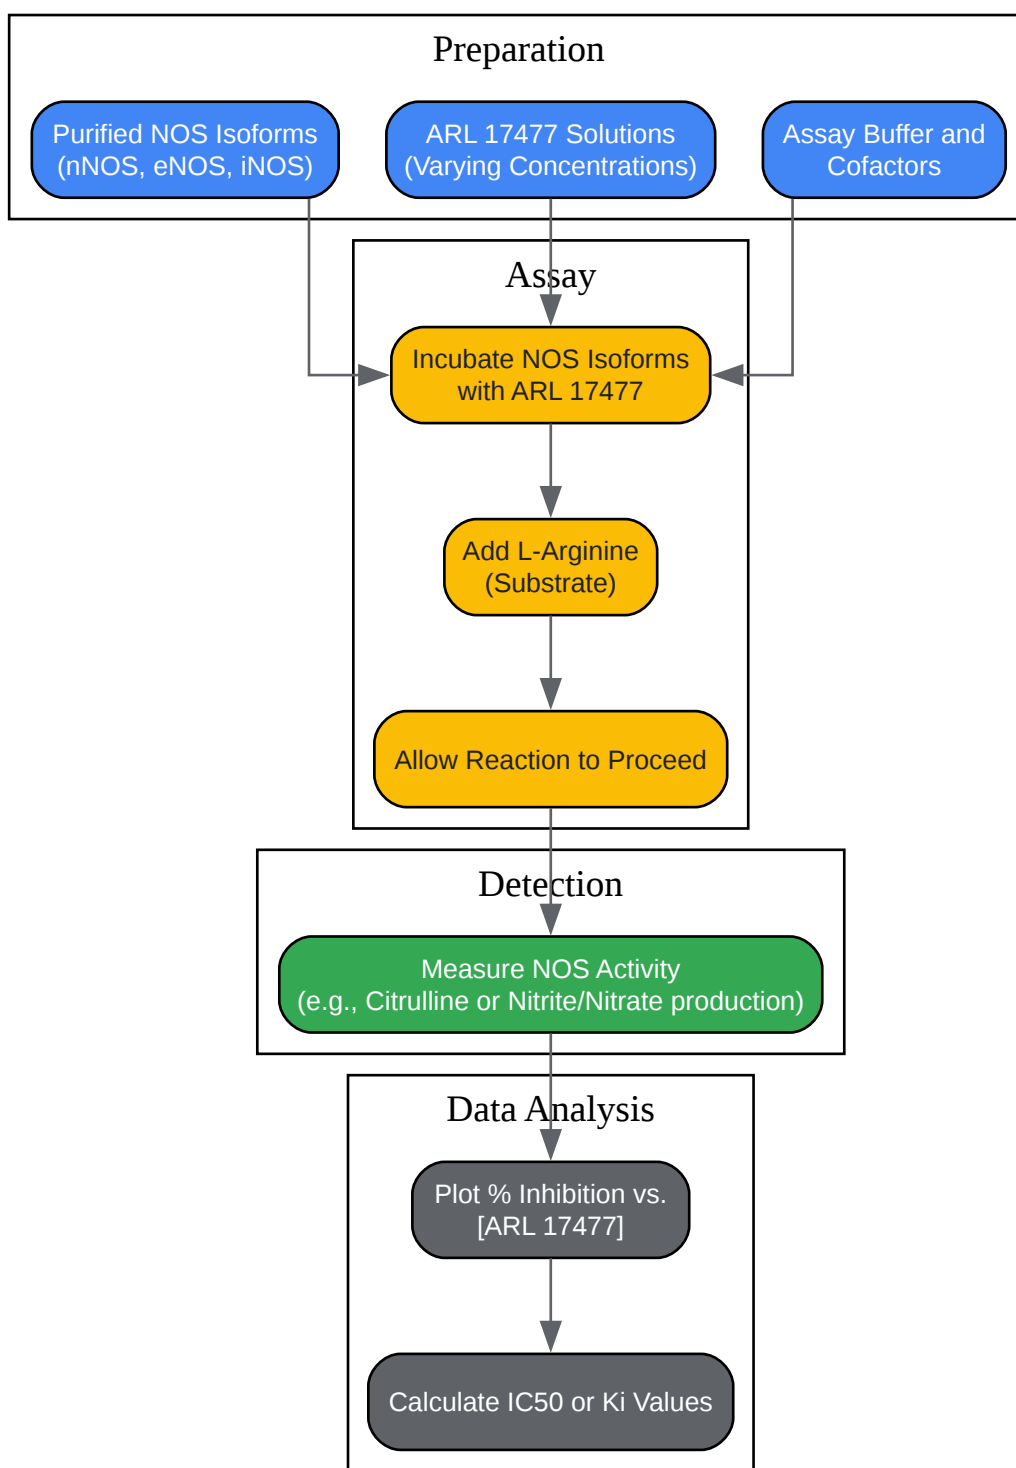 Preparation
Purified NOS Isoforms
(nNOS, eNOS, iNOS)
ARL 17477 Solutions
(Varying Concentrations)
Assay Buffer and
Cofactors
Assay
Incubate NOS Isoforms
with ARL 17477
Add L-Arginine
(Substrate)
Allow Reaction to Proceed
Detection
Measure NOS Activity
(e.g., Citrulline or Nitrite/Nitrate production)
Data Analysis
Plot % Inhibition vs.
[ARL 17477]
Calculate IC50 or Ki Values